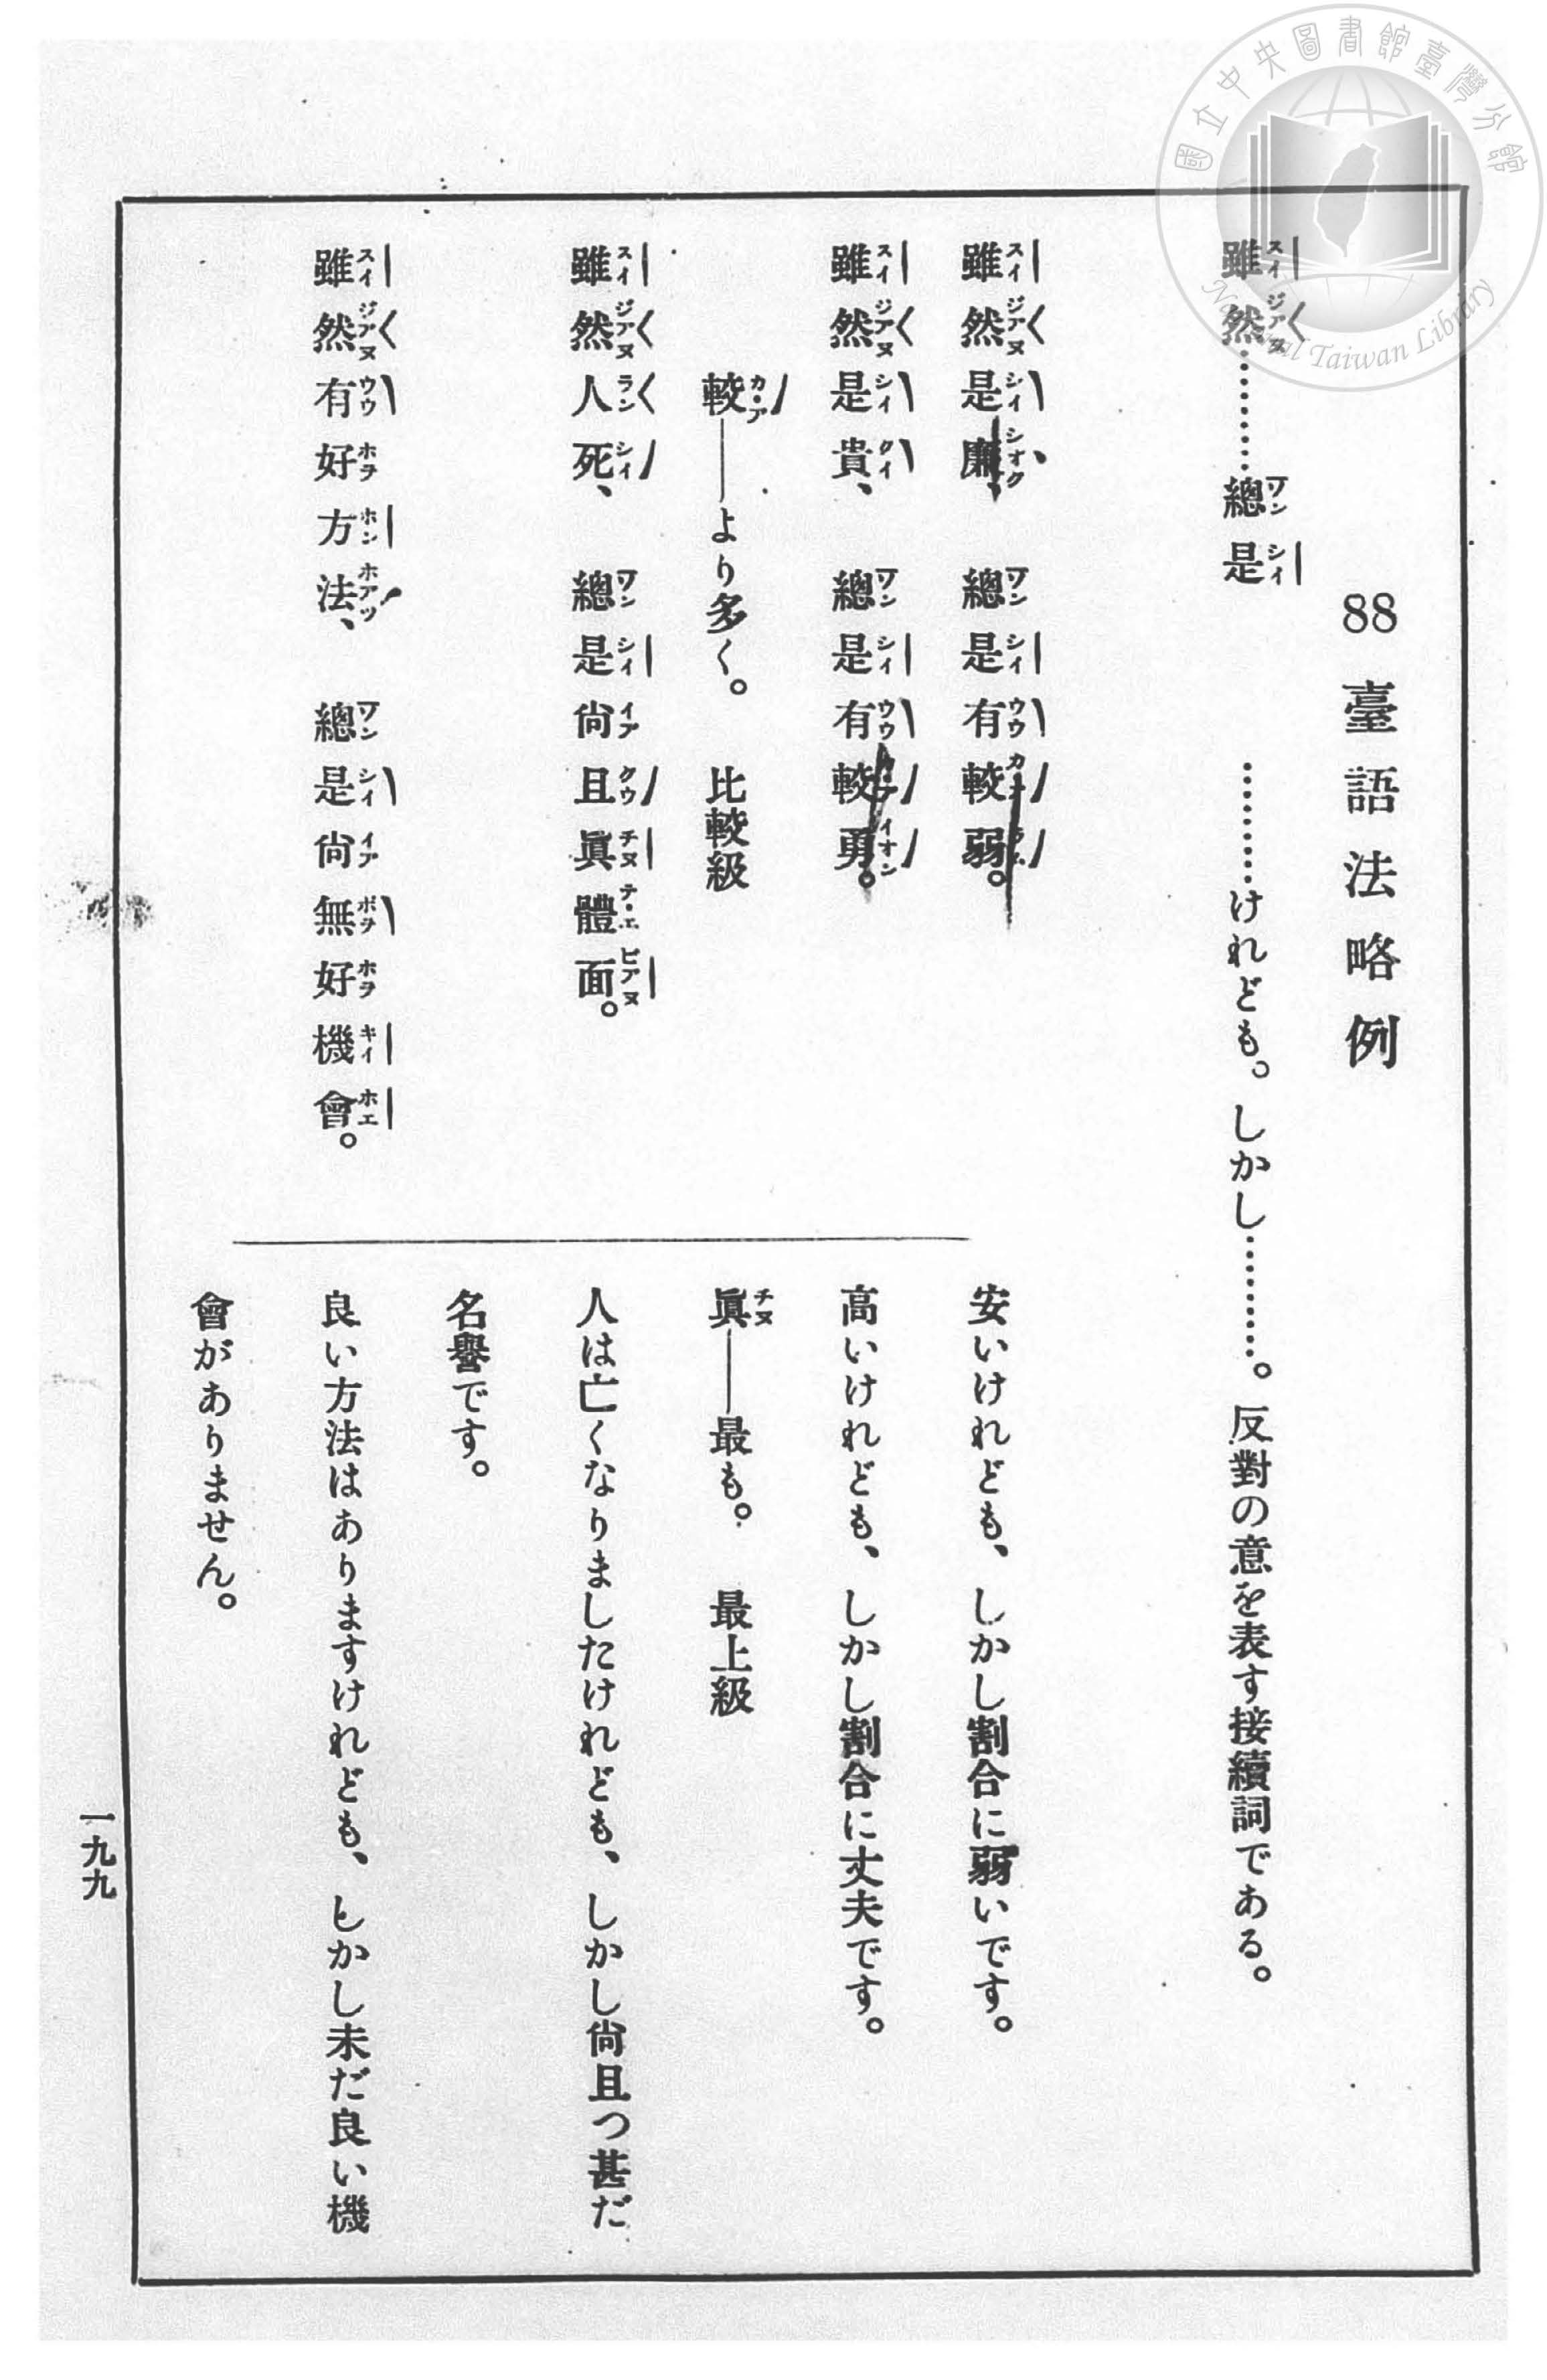 88 臺語法略例
雖然………總是　………けれども。しかし………。反對の意を表す接續詞である。
雖然是廉、總是有較弱。
安いけれども、しかし割合に弱いです。
雖然是貴、總是有較勇。
高いけれども、しかし割合に丈夫です。
較――より多く。　比較級
眞――最も。　最上級
雖然人死、總是尙且眞體面。
人は亡くなりましたけれども、しかし尙且つ甚だ
名譽です。
雖然有好方法、總是尙無好機會。
良い方法はありますけれども、しかし未だ良い機
會がありません。
一九九
國立中央圖書館臺灣分館
National Taiwan Library